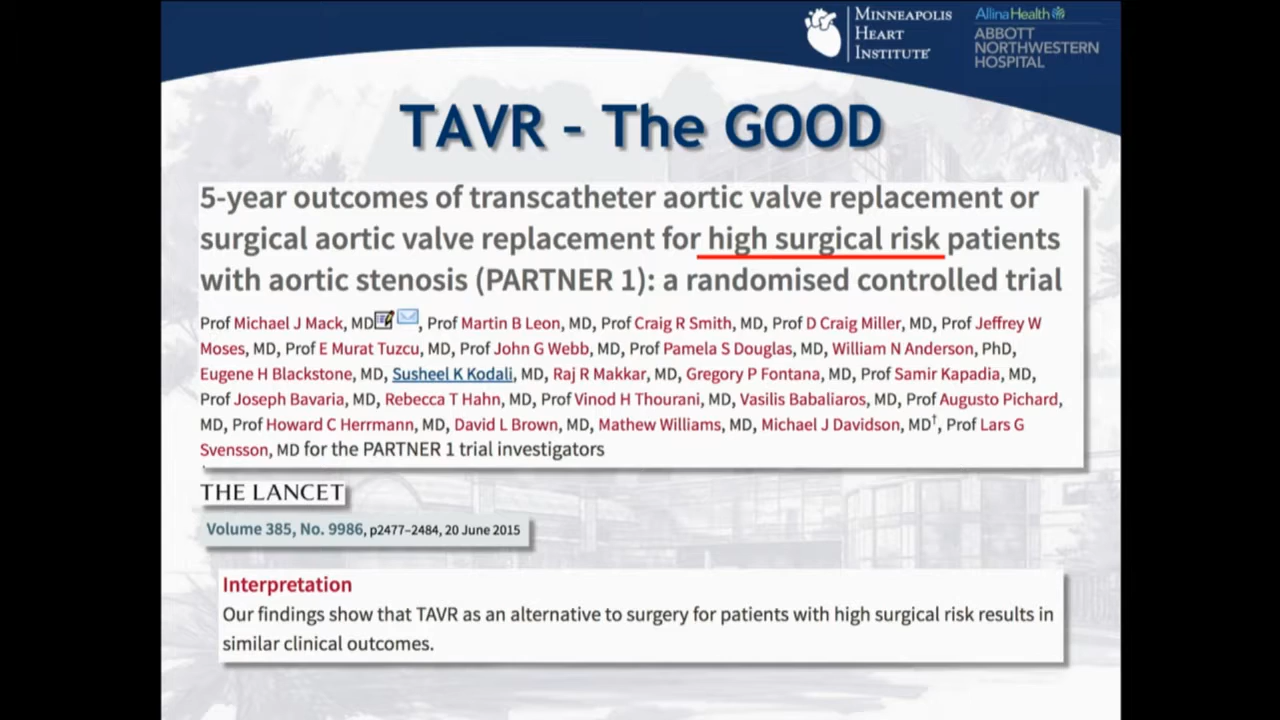 MINNEAPOLIS
HEART
INSTITUTE
AllinaHealth
ABBOTT
NORTHWESTERN
HOSPITAL
TAVR - The GOOD
5-year outcomes of transcatheter aortic valve replacement or
surgical aortic valve replacement for high surgical risk patients
with aortic stenosis (PARTNER 1): a randomised controlled trial
Prof Michael J Mack, MD, Prof Martin B Leon, MD, Prof Craig R Smith, MD, Prof D Craig Miller, MD, Prof Jeffrey W
Moses, MD, Prof E Murat Tuzcu, MD, Prof John G Webb, MD, Prof Pamela S Douglas, MD, William N Anderson, PhD,
Eugene H Blackstone, MD, Susheel K Kodali, MD, Raj R Makkar, MD, Gregory P Fontana, MD, Prof Samir Kapadia, MD,
Prof Joseph Bavaria, MD, Rebecca T Hahn, MD, Prof Vinod H Thourani, MD, Vasilis Babaliaros, MD, Prof Augusto Pichard,
MD, Prof Howard C Herrmann, MD, David L Brown, MD, Mathew Williams, MD, Michael J Davidson, MD†, Prof Lars G
Svensson, MD for the PARTNER 1 trial investigators
THE LANCET
Volume 385, No. 9986, p2477–2484, 20 June 2015
Interpretation
Our findings show that TAVR as an alternative to surgery for patients with high surgical risk results in
similar clinical outcomes.